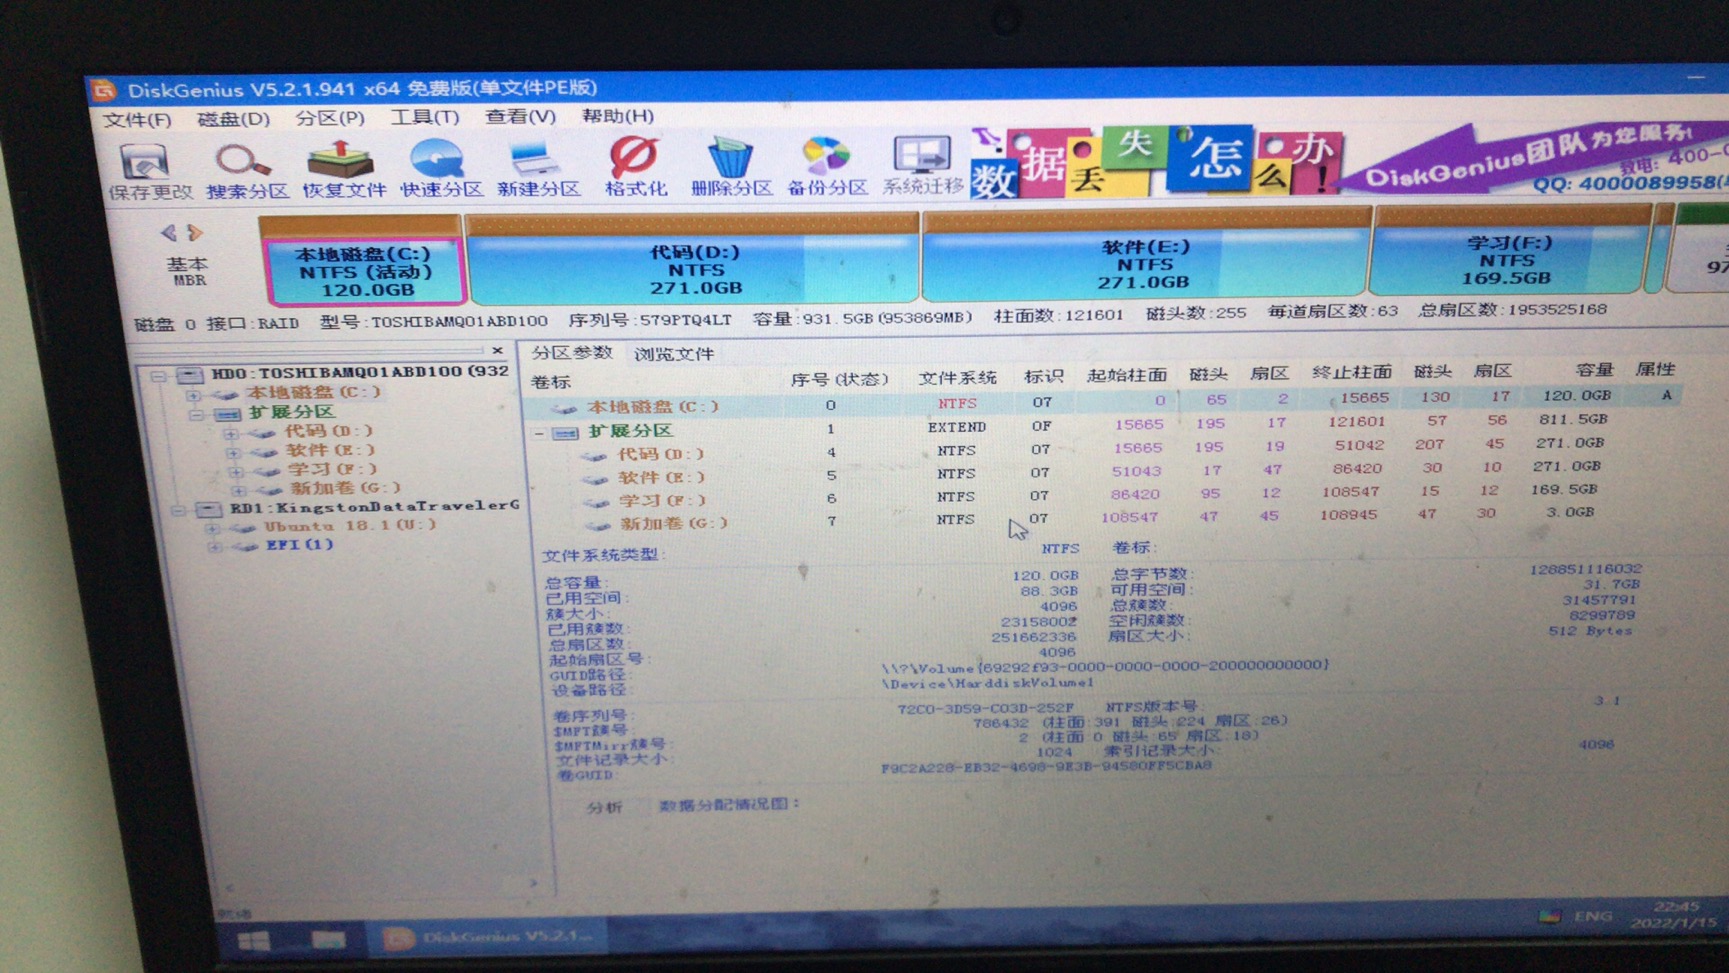 DiskGenius V5.2.1.941 x64 免费版(单文件PE版)
文件(F) 磁盘(D) 分区(P) 工具(T) 查看(V) 帮助(H)
保存更改 搜索分区 恢复文件 快速分区 新建分区 格式化 删除分区 备份分区 系统迁移
数据丢失怎么办!
DiskGenius团队为您服务!
致电: 400-0
QQ: 4000089958(
基本
MBR
本地磁盘(C:)
NTFS (活动)
120.0GB
代码(D:)
NTFS
271.0GB
软件(E:)
NTFS
271.0GB
学习(F:)
NTFS
169.5GB
97
磁盘 0 接口:RAID 型号:TOSHIBAMQ01ABD100 序列号:579PTQ4LT 容量:931.5GB(953869MB) 柱面数:121601 磁头数:255 每道扇区数:63 总扇区数:1953525168
HD0:TOSHIBAMQ01ABD100(932
本地磁盘(C:)
扩展分区
代码(D:)
软件(E:)
学习(F:)
新加卷(G:)
RD1:KingstonDataTravelerG
Ubuntu 18.1(U:)
EFI(1)
分区参数 浏览文件
卷标 序号(状态) 文件系统 标识 起始柱面 磁头 扇区 终止柱面 磁头 扇区 容量 属性
本地磁盘(C:) 0 NTFS 07 0 65 2 15665 130 17 120.0GB A
扩展分区 1 EXTEND 0F 15665 195 17 121601 57 56 811.5GB
代码(D:) 4 NTFS 07 15665 195 19 51042 207 45 271.0GB
软件(E:) 5 NTFS 07 51043 17 47 86420 30 10 271.0GB
学习(F:) 6 NTFS 07 86420 95 12 108547 15 12 169.5GB
新加卷(G:) 7 NTFS 07 108547 47 45 108945 47 30 3.0GB
文件系统类型: NTFS 卷标:
总容量: 120.0GB 总字节数: 128851116032
已用空间: 88.3GB 可用空间: 31.7GB
簇大小: 4096 总簇数: 31457791
已用簇数: 23158002 空闲簇数: 8299789
总扇区数: 251662336 扇区大小: 512 Bytes
起始扇区号: 4096
GUID路径: \\?\Volume{69292f93-0000-0000-0000-200000000000}
设备路径: \Device\HarddiskVolume1
卷序列号: 72C0-3D59-C03D-252F NTFS版本号: 3.1
$MFT簇号: 786432 (柱面:391 磁头:224 扇区:26)
$MFTMirr簇号: 2 (柱面:0 磁头:65 扇区:18)
文件记录大小: 1024 索引记录大小: 4096
卷GUID: F9C2A228-EB32-4698-9E3B-94580FF5CBA8
分析 数据分配情况图:
就绪
DiskGenius V5.2.1...
ENG
22:45
2022/1/15